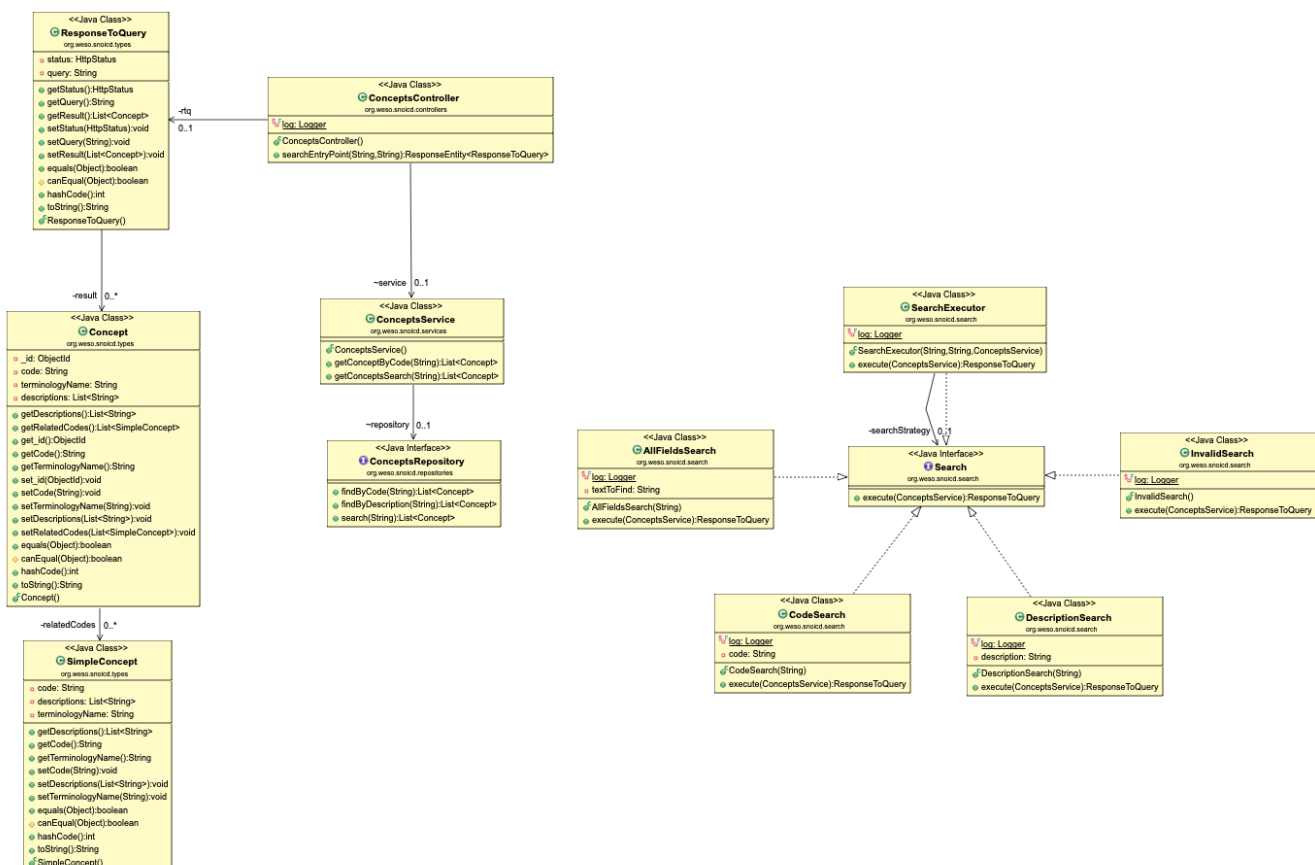 <<Java Class>>
ResponseToQuery
org.weso.snoicd.types
status: HttpStatus
query: String
getStatus():HttpStatus
getQuery():String
getResult():List<Concept>
setStatus(HttpStatus):void
setQuery(String):void
setResult(List<Concept>):void
equals(Object):boolean
canEqual(Object):boolean
hashCode():int
toString():String
ResponseToQuery()
-rtq
0..1
<<Java Class>>
ConceptsController
org.weso.snoicd.controllers
log: Logger
ConceptsController()
searchEntryPoint(String,String):ResponseEntity<ResponseToQuery>
-result 0..*
<<Java Class>>
Concept
org.weso.snoicd.types
_id: ObjectId
code: String
terminologyName: String
descriptions: List<String>
getDescriptions():List<String>
getRelatedCodes():List<SimpleConcept>
get_id():ObjectId
getCode():String
getTerminologyName():String
set_id(ObjectId):void
setCode(String):void
setTerminologyName(String):void
setDescriptions(List<String>):void
setRelatedCodes(List<SimpleConcept>):void
equals(Object):boolean
canEqual(Object):boolean
hashCode():int
toString():String
Concept()
-relatedCodes 0..*
<<Java Class>>
SimpleConcept
org.weso.snoicd.types
code: String
descriptions: List<String>
terminologyName: String
getDescriptions():List<String>
getCode():String
getTerminologyName():String
setCode(String):void
setDescriptions(List<String>):void
setTerminologyName(String):void
equals(Object):boolean
canEqual(Object):boolean
hashCode():int
toString():String
SimpleConcept()
~service 0..1
<<Java Class>>
ConceptsService
org.weso.snoicd.services
ConceptsService()
getConceptByCode(String):List<Concept>
getConceptsSearch(String):List<Concept>
~repository 0..1
<<Java Interface>>
ConceptsRepository
org.weso.snoicd.repositories
findByCode(String):List<Concept>
findByDescription(String):List<Concept>
search(String):List<Concept>
<<Java Class>>
SearchExecutor
org.weso.snoicd.search
log: Logger
SearchExecutor(String,String,ConceptsService)
execute(ConceptsService):ResponseToQuery
-searchStrategy 0..1
<<Java Class>>
AllFieldsSearch
org.weso.snoicd.search
log: Logger
textToFind: String
AllFieldsSearch(String)
execute(ConceptsService):ResponseToQuery
<<Java Interface>>
Search
org.weso.snoicd.search
execute(ConceptsService):ResponseToQuery
<<Java Class>>
InvalidSearch
org.weso.snoicd.search
log: Logger
InvalidSearch()
execute(ConceptsService):ResponseToQuery
<<Java Class>>
CodeSearch
org.weso.snoicd.search
log: Logger
code: String
CodeSearch(String)
execute(ConceptsService):ResponseToQuery
<<Java Class>>
DescriptionSearch
org.weso.snoicd.search
log: Logger
description: String
DescriptionSearch(String)
execute(ConceptsService):ResponseToQuery